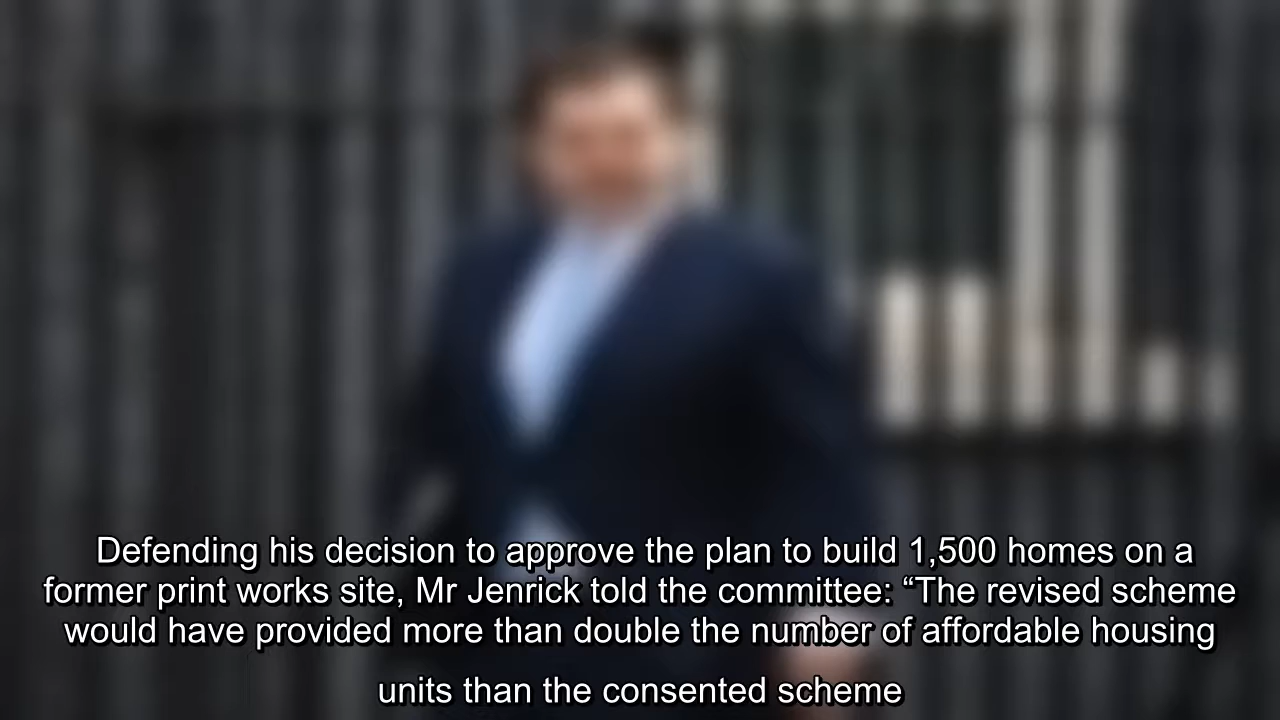 Defending his decision to approve the plan to build 1,500 homes on a
former print works site, Mr Jenrick told the committee: “The revised scheme
would have provided more than double the number of affordable housing
units than the consented scheme